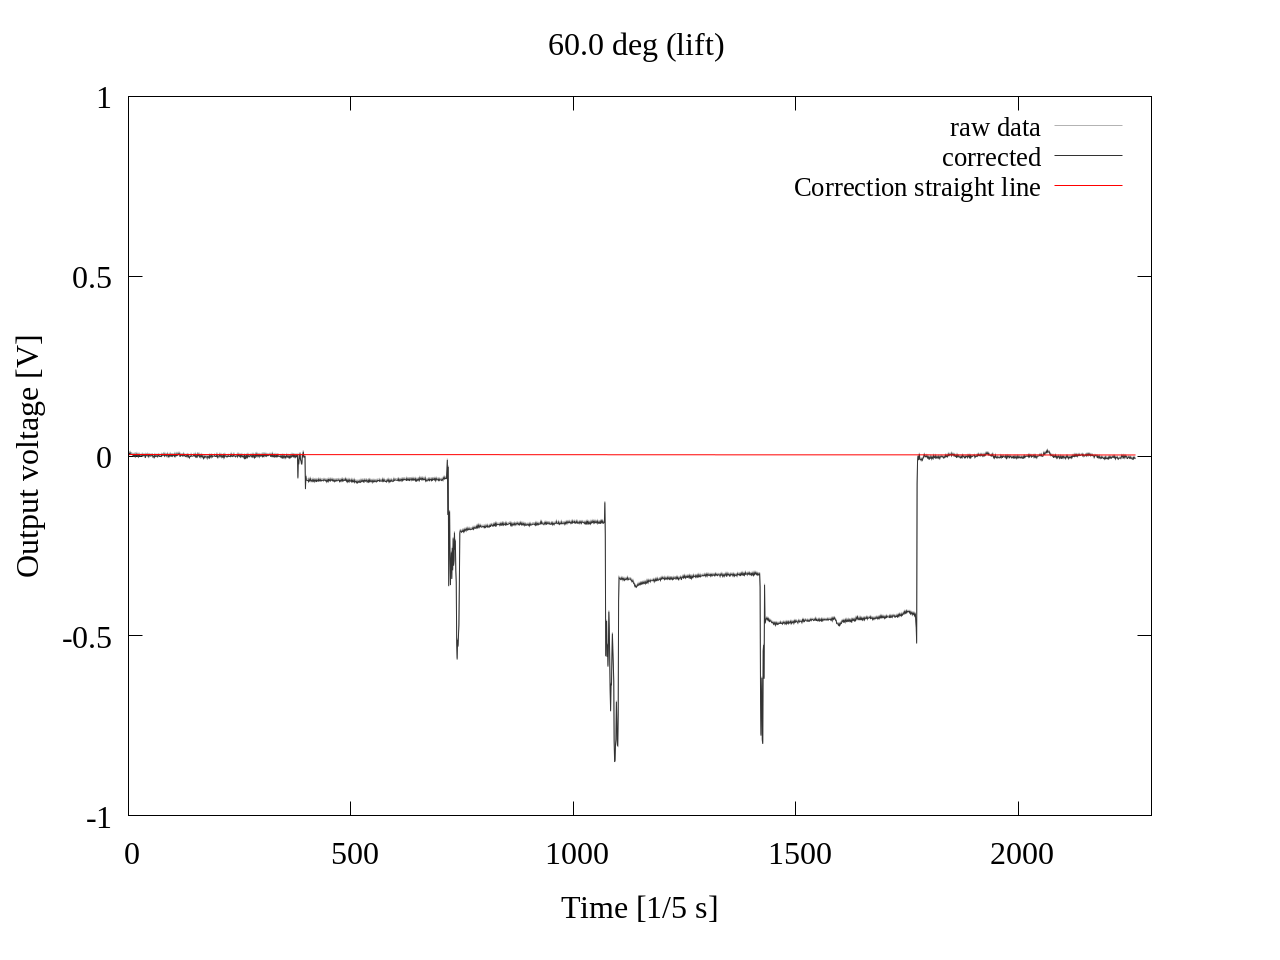 60.0 deg (lift)
1
0.5
0
-0.5
-1
Output voltage [V]
raw data
corrected
Correction straight line
0 500 1000 1500 2000
Time [1/5 s]